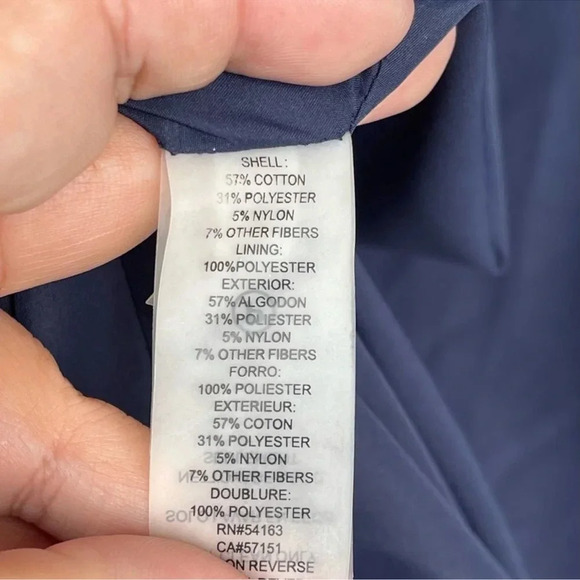 SHELL:
57% COTTON
31% POLYESTER
5% NYLON
7% OTHER FIBERS
LINING:
100%POLYESTER
EXTERIOR:
57% ALGODON
31% POLIESTER
5% NYLON
7% OTHER FIBERS
FORRO:
100% POLIESTER
EXTERIEUR:
57% COTON
31% POLYESTER
5% NYLON
7% OTHER FIBERS
DOUBLURE:
100% POLYESTER
RN#54163
CA#57151
ON REVERSE